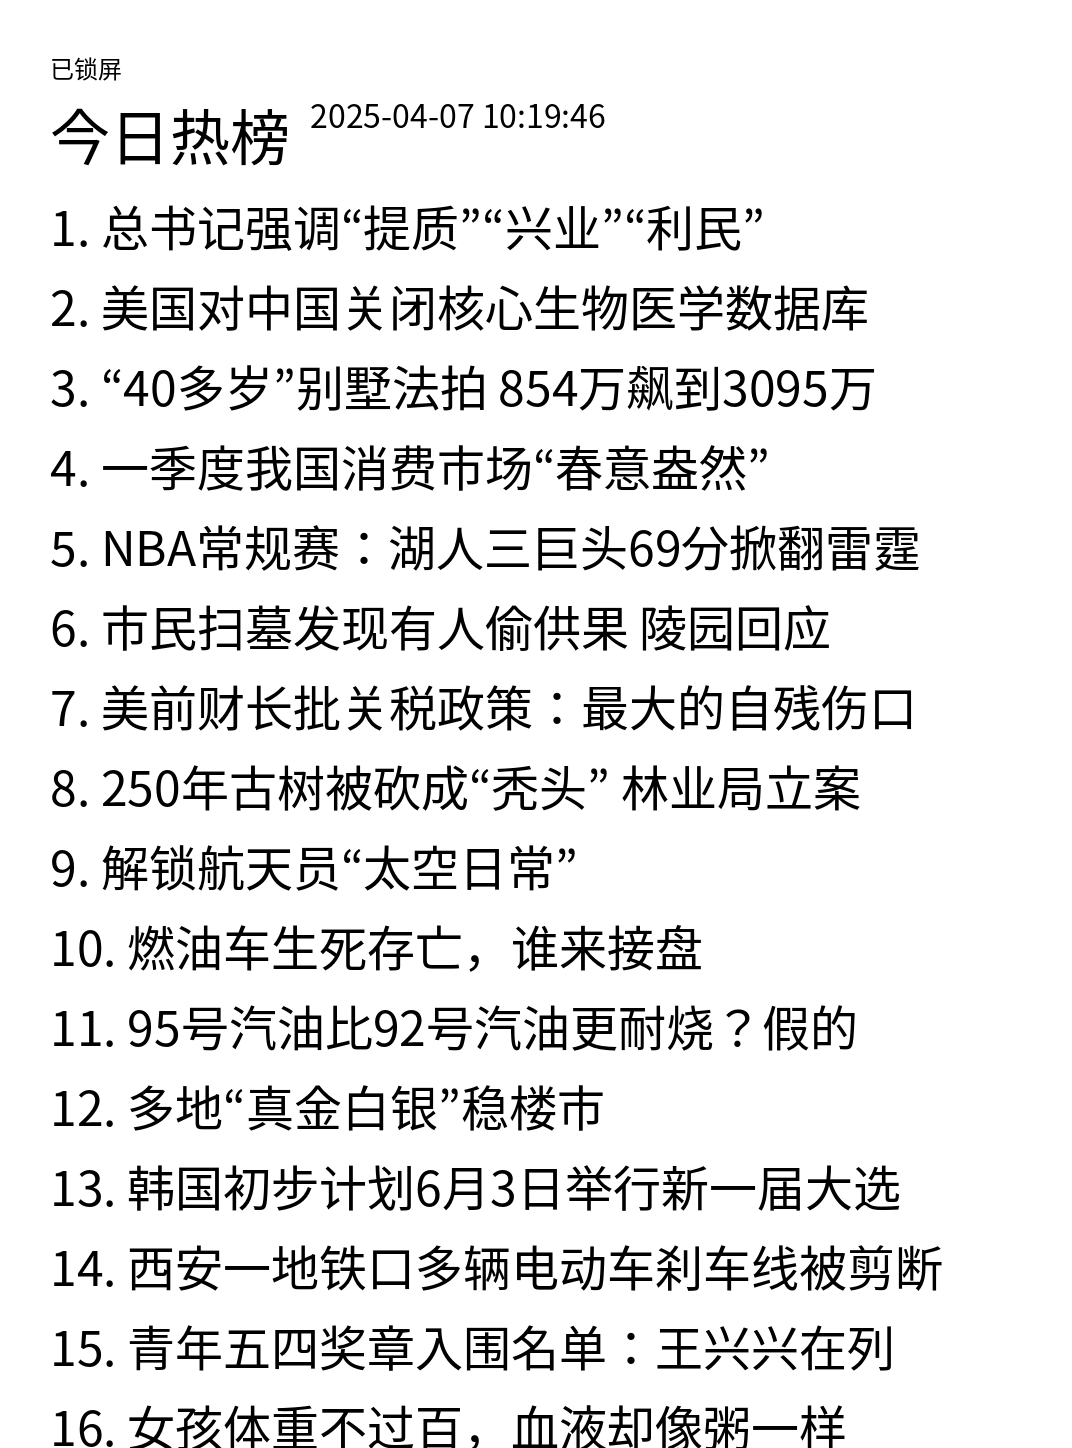 已锁屏
今日热榜 2025-04-07 10:19:46
1. 总书记强调“提质”“兴业”“利民”
2. 美国对中国关闭核心生物医学数据库
3. “40多岁”别墅法拍 854万飙到3095万
4. 一季度我国消费市场“春意盎然”
5. NBA常规赛：湖人三巨头69分掀翻雷霆
6. 市民扫墓发现有人偷供果 陵园回应
7. 美前财长批关税政策：最大的自残伤口
8. 250年古树被砍成“秃头” 林业局立案
9. 解锁航天员“太空日常”
10. 燃油车生死存亡，谁来接盘
11. 95号汽油比92号汽油更耐烧？假的
12. 多地“真金白银”稳楼市
13. 韩国初步计划6月3日举行新一届大选
14. 西安一地铁口多辆电动车刹车线被剪断
15. 青年五四奖章入围名单：王兴兴在列
16. 女孩体重不过百，血液却像粥一样